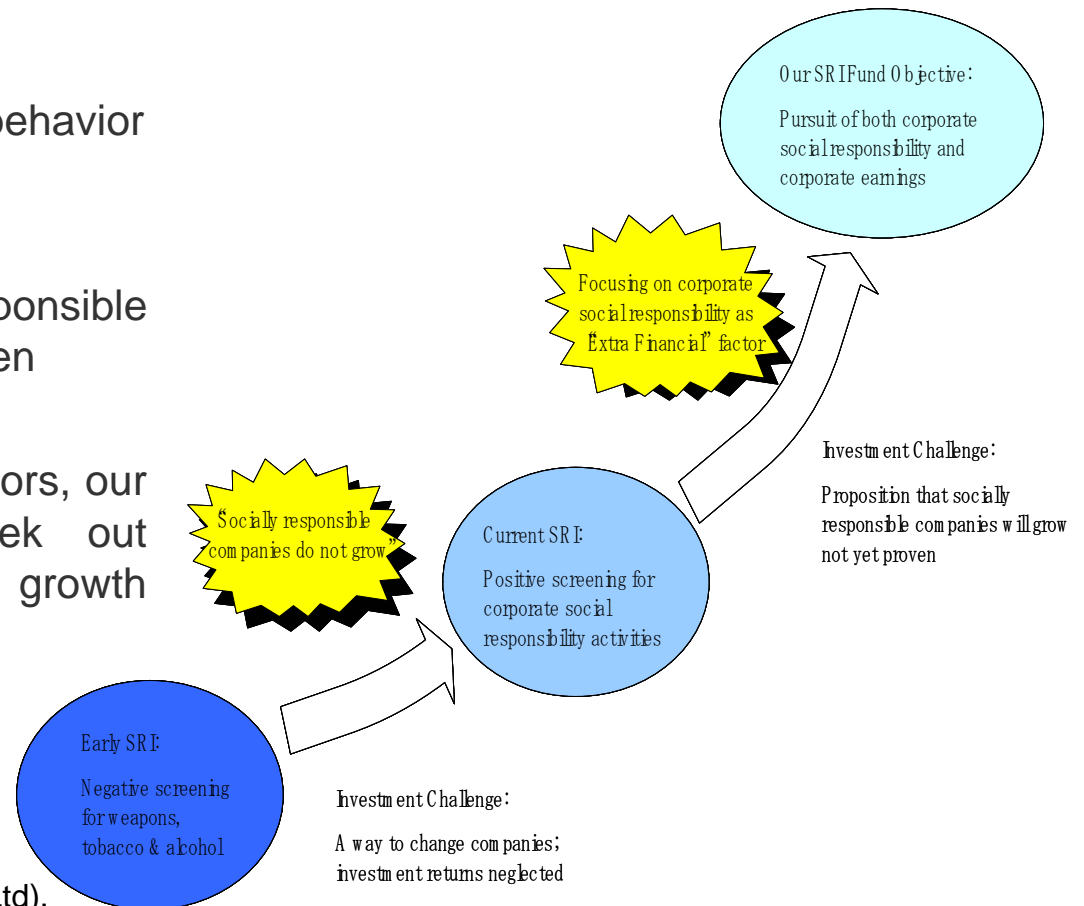 behavior
ponsible
en
ors, our
ek out
growth
td).
Our SRI Fund Objective:
Pursuit of both corporate
social responsibility and
corporate earnings
Focusing on corporate
social responsibility as
“Extra Financial” factor
Investment Challenge:
Proposition that socially
responsible companies will grow
not yet proven
“Socially responsible
companies do not grow”
Current SRI:
Positive screening for
corporate social
responsibility activities
Early SRI:
Negative screening
for weapons,
tobacco & alcohol
Investment Challenge:
A way to change companies;
investment returns neglected